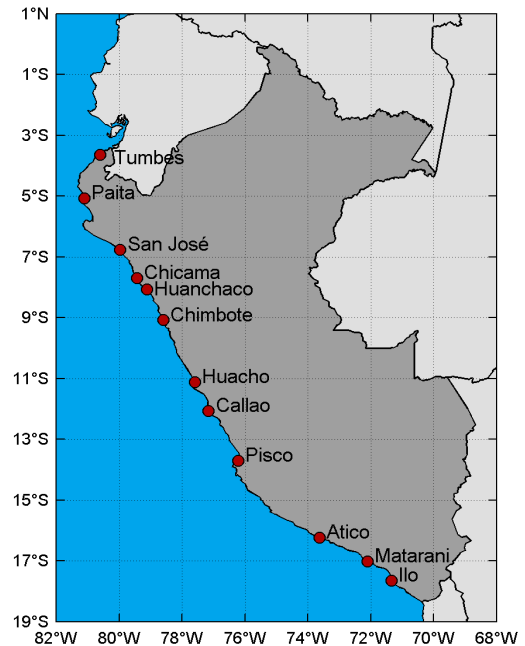 1°N
1°S
3°S
Tumbes
5°S
Paita
7°S
San José
Chicama
Huanchaco
9°S
Chimbote
11°S
Huacho
Callao
13°S
Pisco
15°S
Atico
17°S
Matarani
Ilo
19°S
82°W 80°W 78°W 76°W 74°W 72°W 70°W 68°W